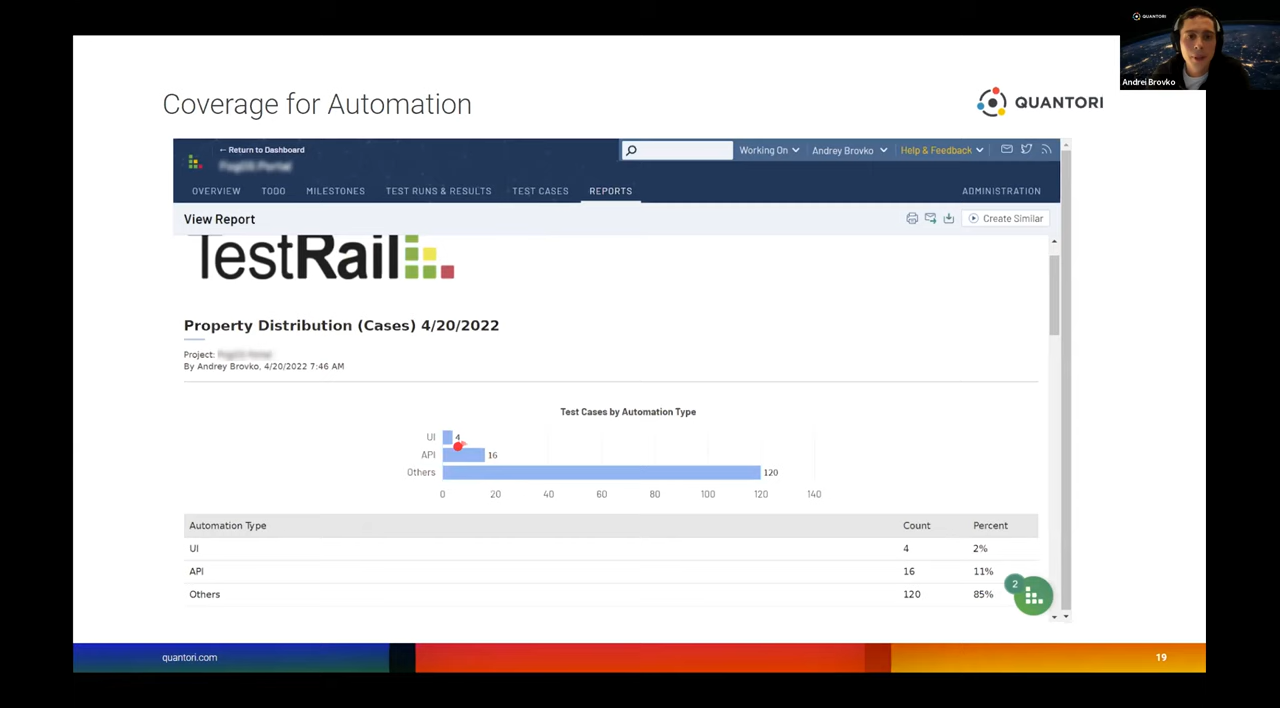 QUANTORI
Andrei Brovko
Coverage for Automation
QUANTORI
← Return to Dashboard
Working On
Andrey Brovko
Help & Feedback
OVERVIEW
TODO
MILESTONES
TEST RUNS & RESULTS
TEST CASES
REPORTS
ADMINISTRATION
View Report
Create Similar
TestRail
Property Distribution (Cases) 4/20/2022
Project:
By Andrey Brovko, 4/20/2022 7:46 AM
Test Cases by Automation Type
UI 4
API 16
Others 120
0 20 40 60 80 100 120 140
Automation Type Count Percent
UI 4 2%
API 16 11%
Others 120 85%
2
quantori.com
19